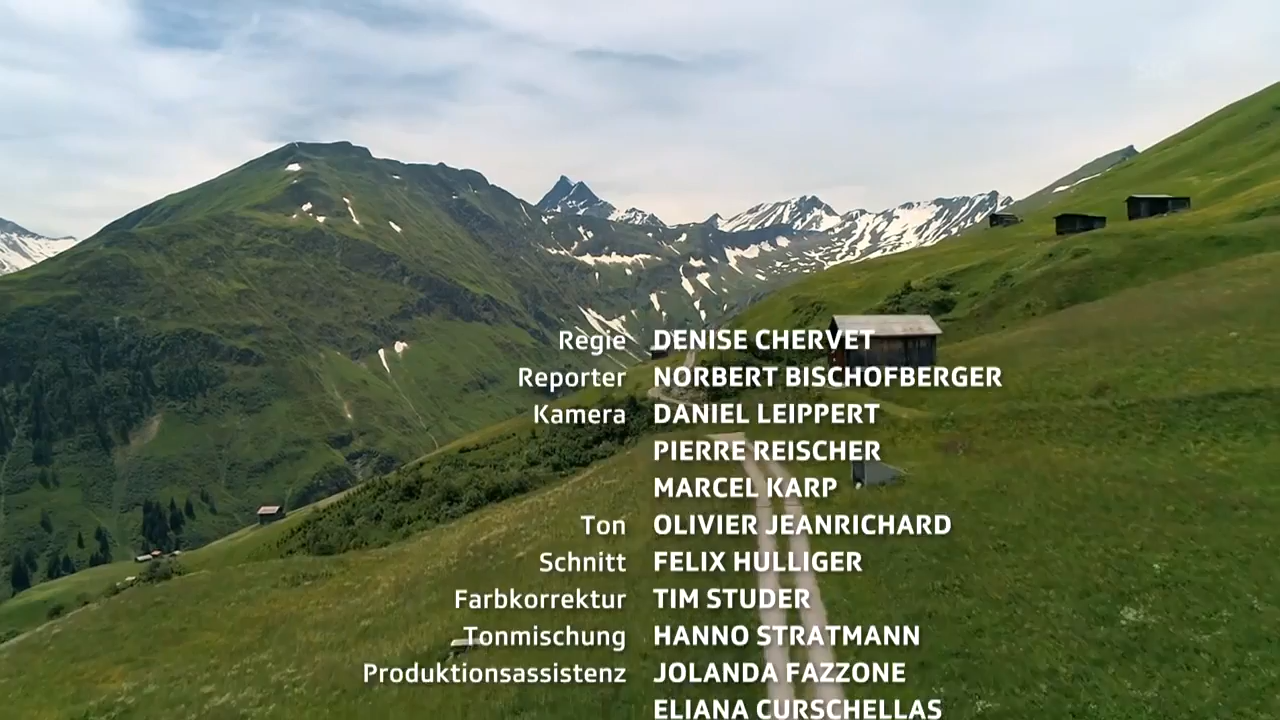 Regie DENISE CHERVET
Reporter NORBERT BISCHOFBERGER
Kamera DANIEL LEIPPERT
PIERRE REISCHER
MARCEL KARP
Ton OLIVIER JEANRICHARD
Schnitt FELIX HULLIGER
Farbkorrektur TIM STUDER
Tonmischung HANNO STRATMANN
Produktionsassistenz JOLANDA FAZZONE
ELIANA CURSCHELLAS